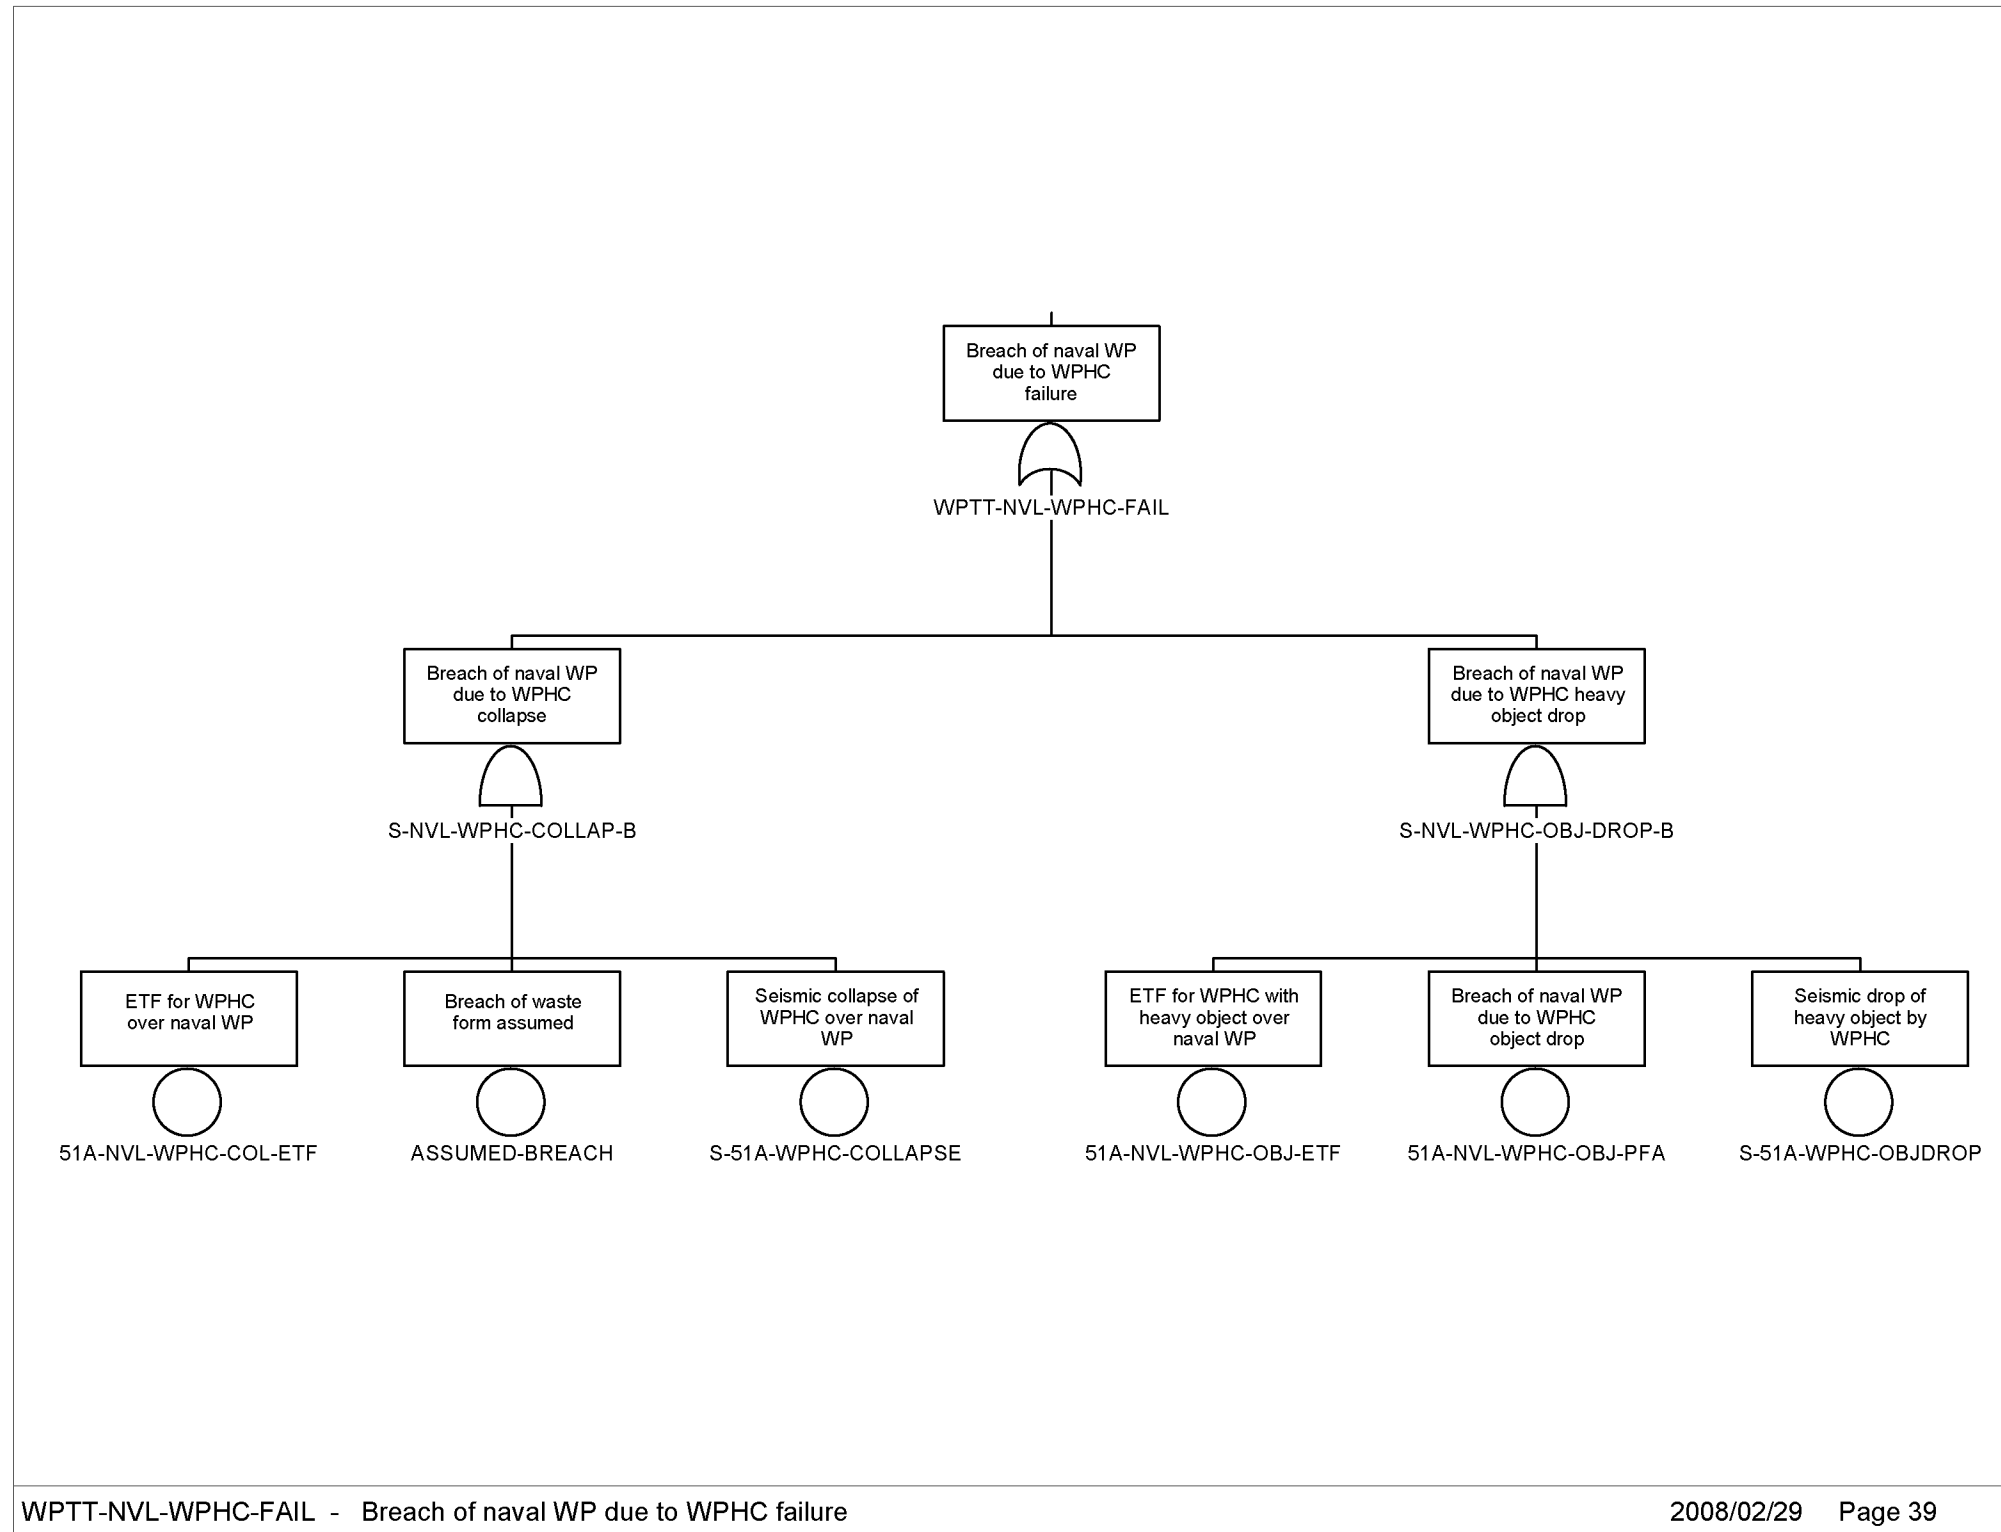 Breach of naval WP
due to WPHC
failure
WPTT-NVL-WPHC-FAIL
Breach of naval WP
due to WPHC
collapse
S-NVL-WPHC-COLLAP-B
Breach of naval WP
due to WPHC heavy
object drop
S-NVL-WPHC-OBJ-DROP-B
ETF for WPHC
over naval WP
51A-NVL-WPHC-COL-ETF
Breach of waste
form assumed
ASSUMED-BREACH
Seismic collapse of
WPHC over naval
WP
S-51A-WPHC-COLLAPSE
ETF for WPHC with
heavy object over
naval WP
51A-NVL-WPHC-OBJ-ETF
Breach of naval WP
due to WPHC
object drop
51A-NVL-WPHC-OBJ-PFA
Seismic drop of
heavy object by
WPHC
S-51A-WPHC-OBJDROP
WPTT-NVL-WPHC-FAIL - Breach of naval WP due to WPHC failure
2008/02/29 Page 39